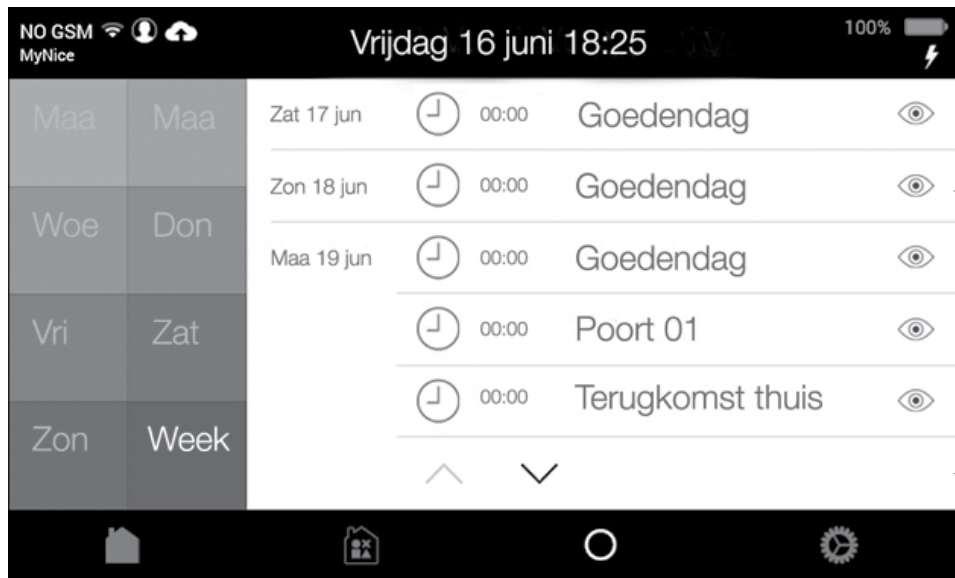 NO GSM
MyNice
Vrijdag 16 juni 18:25
100%
Maa Maa
Woe Don
Vri Zat
Zon Week
Zat 17 jun 00:00 Goedendag
Zon 18 jun 00:00 Goedendag
Maa 19 jun 00:00 Goedendag
00:00 Poort 01
00:00 Terugkomst thuis